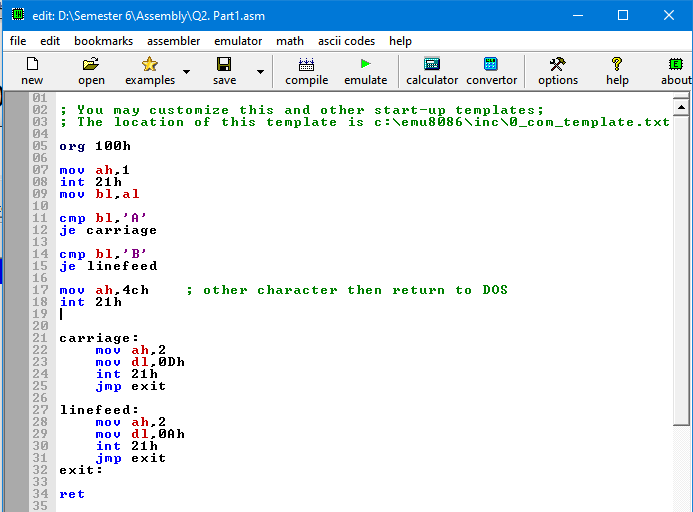 edit: D:\Semester 6\Assembly\Q2. Part1.asm
file edit bookmarks assembler emulator math ascii codes help
new open examples save compile emulate calculator convertor options help about
01
02 ; You may customize this and other start-up templates;
03 ; The location of this template is c:\emu8086\inc\0_com_template.txt
04
05 org 100h
06
07 mov ah,1
08 int 21h
09 mov bl,al
10
11 cmp bl,'A'
12 je carriage
13
14 cmp bl,'B'
15 je linefeed
16
17 mov ah,4ch ; other character then return to DOS
18 int 21h
19
20
21 carriage:
22 mov ah,2
23 mov dl,0Dh
24 int 21h
25 jmp exit
26
27 linefeed:
28 mov ah,2
29 mov dl,0Ah
30 int 21h
31 jmp exit
32 exit:
33
34 ret
35